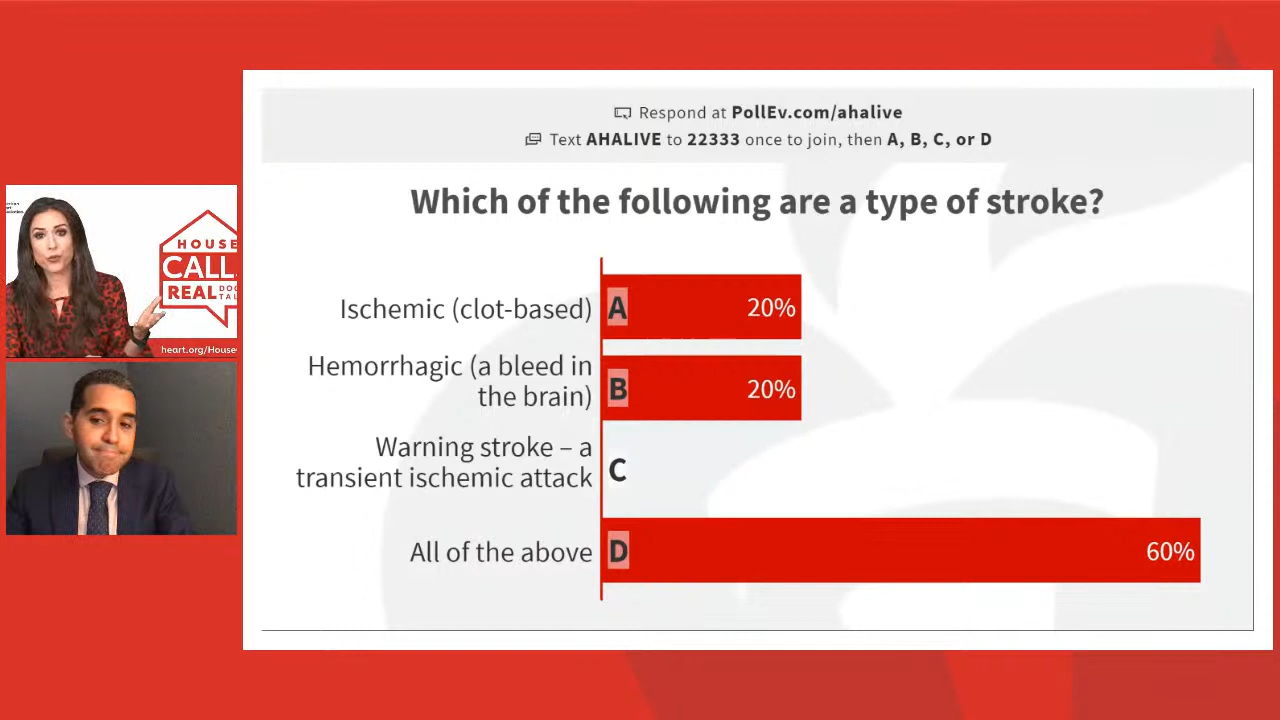 Respond at PollEv.com/ahalive
Text AHALIVE to 22333 once to join, then A, B, C, or D
Which of the following are a type of stroke?
Ischemic (clot-based)
A
20%
Hemorrhagic (a bleed in
the brain)
B
20%
Warning stroke – a
transient ischemic attack
C
All of the above
D
60%
HOUSE
CALL
REAL
heart.org/House